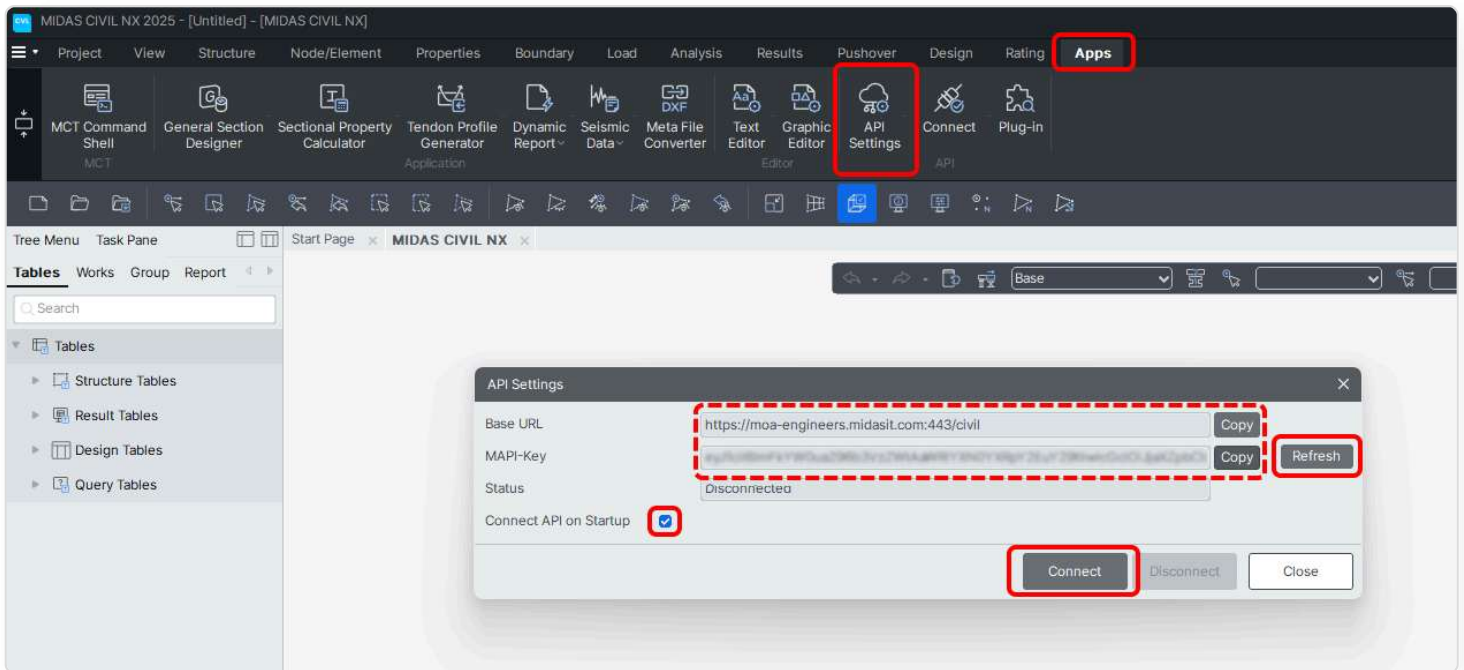 CVL MIDAS CIVIL NX 2025 - [Untitled] - [MIDAS CIVIL NX]
Project View Structure Node/Element Properties Boundary Load Analysis Results Pushover Design Rating Apps
MCT Command Shell
General Section Designer
Sectional Property Calculator
Tendon Profile Generator
Dynamic Report
Seismic Data
DXF
Meta File Converter
Text Editor
Graphic Editor
API Settings
Connect
Plug-in
MCT Application Editor API
Tree Menu Task Pane
Start Page MIDAS CIVIL NX
Tables Works Group Report
Base
Search
Tables
Structure Tables
Result Tables
Design Tables
Query Tables
API Settings
Base URL https://moa-engineers.midasit.com:443/civil Copy
MAPI-Key Copy Refresh
Status Disconnected
Connect API on Startup
Connect Disconnect Close